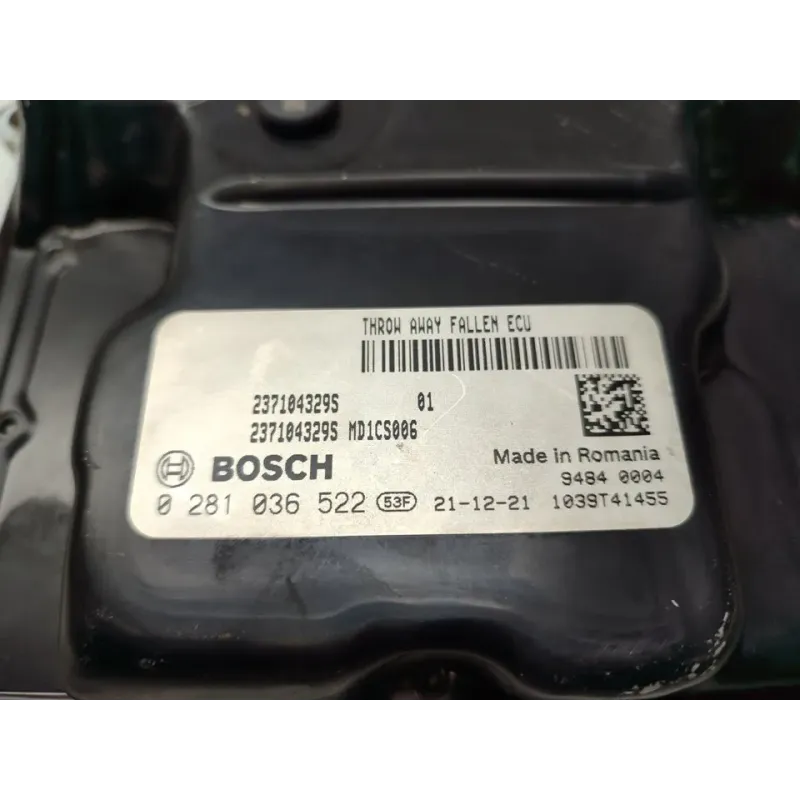 THROW AWAY FALLEN ECU
237104329S 01
237104329S MD1CS006
BOSCH Made in Romania
9484 0004
0 281 036 522 53F 21-12-21 1039T41455